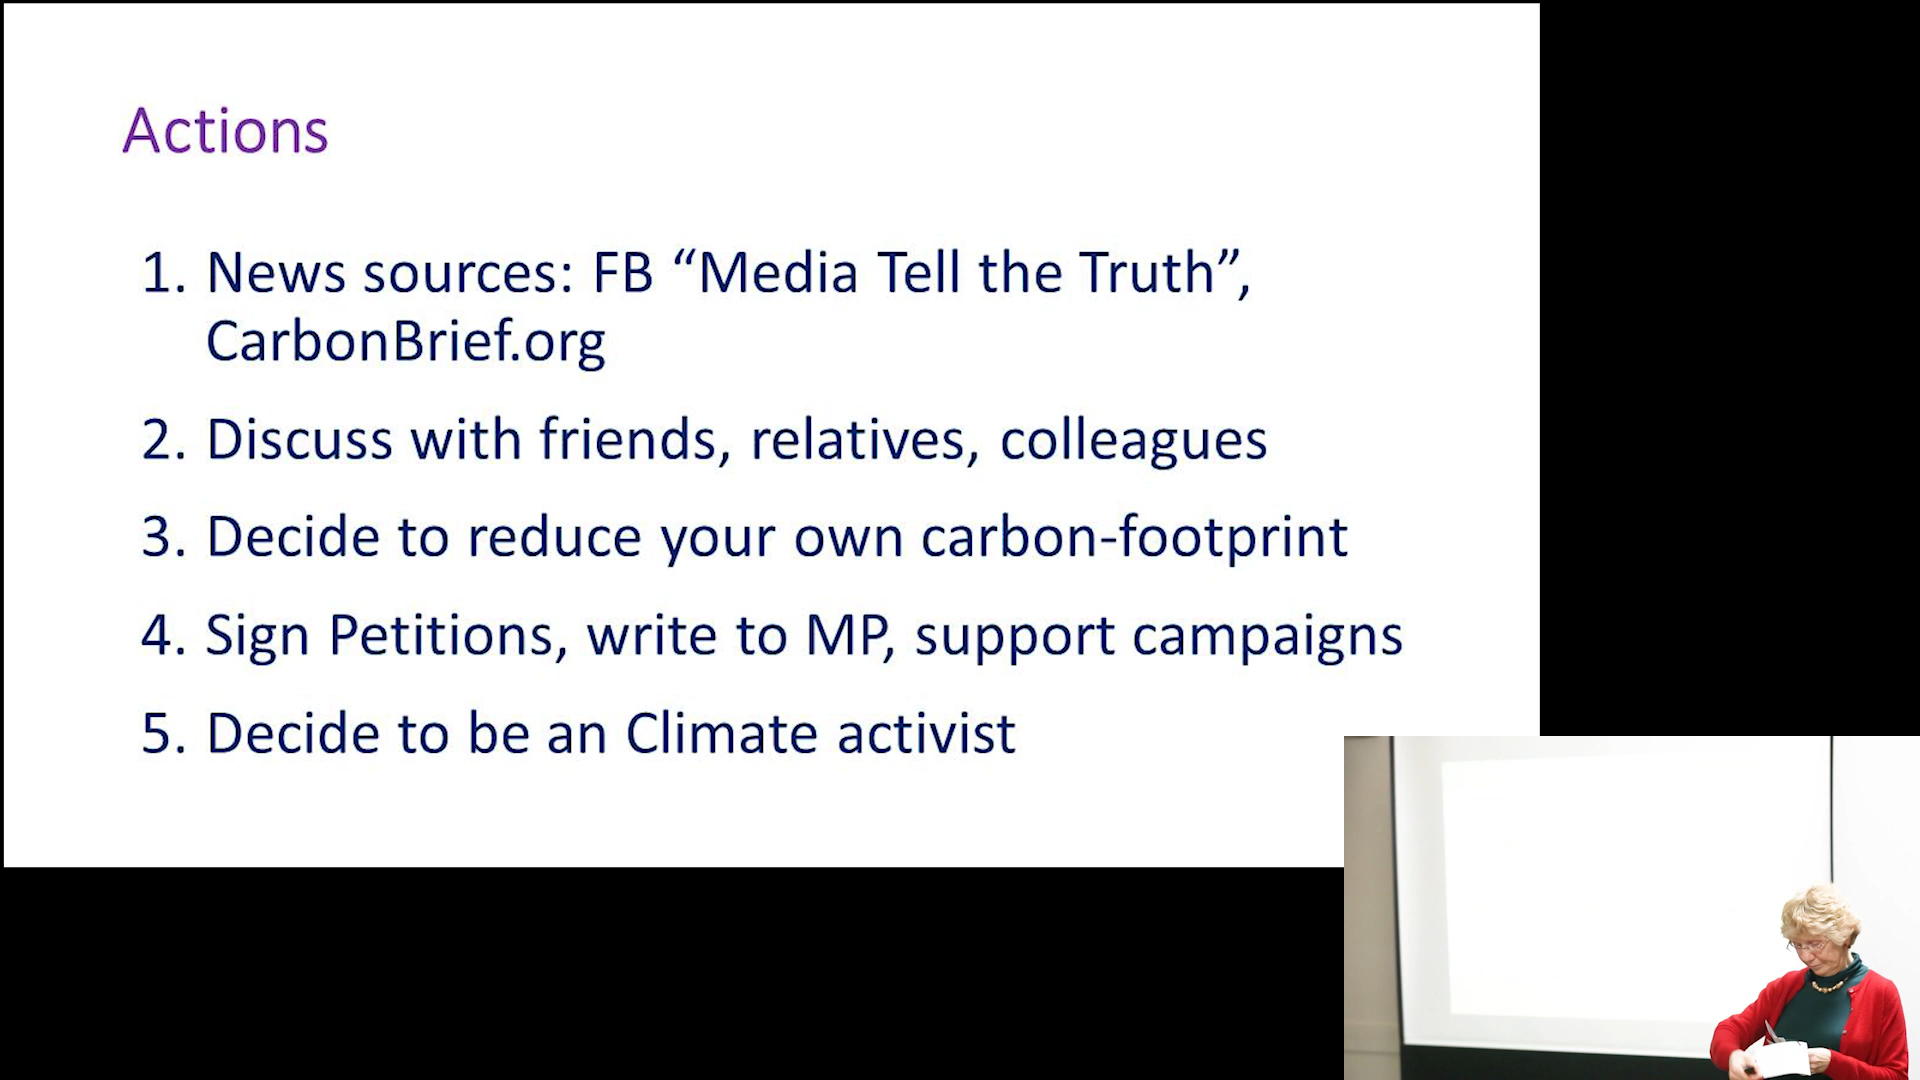 Actions
1. News sources: FB “Media Tell the Truth”,
CarbonBrief.org
2. Discuss with friends, relatives, colleagues
3. Decide to reduce your own carbon-footprint
4. Sign Petitions, write to MP, support campaigns
5. Decide to be an Climate activist